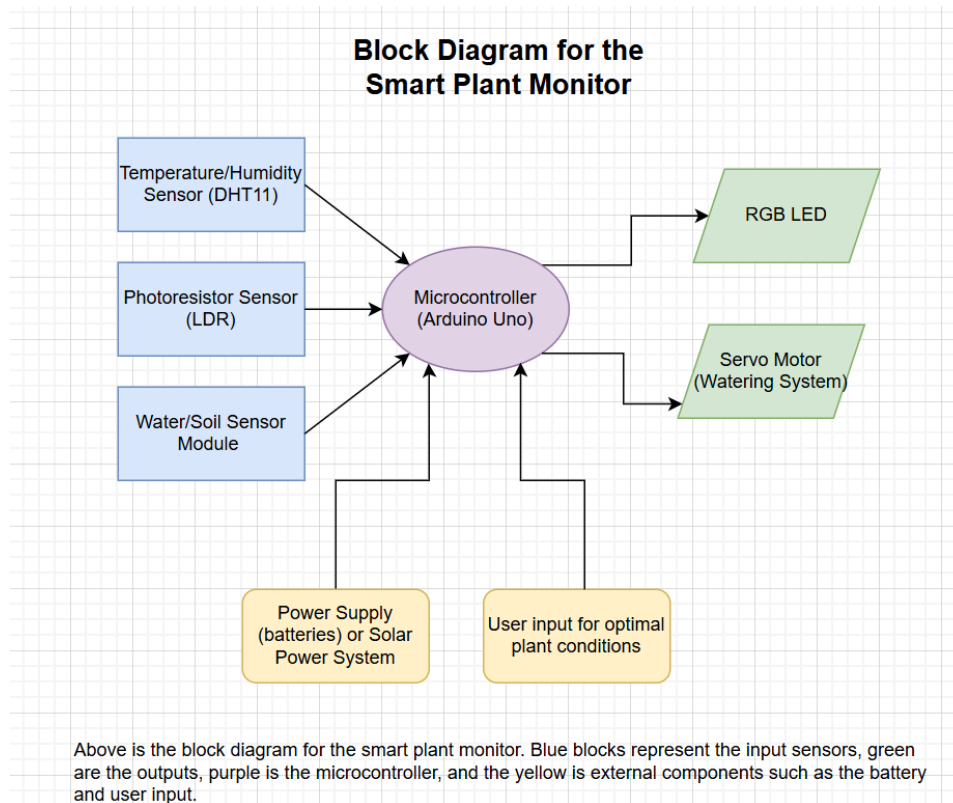 Block Diagram for the
Smart Plant Monitor
Temperature/Humidity
Sensor (DHT11)
Photoresistor Sensor
(LDR)
Water/Soil Sensor
Module
Microcontroller
(Arduino Uno)
RGB LED
Servo Motor
(Watering System)
Power Supply
(batteries) or Solar
Power System
User input for optimal
plant conditions
Above is the block diagram for the smart plant monitor. Blue blocks represent the input sensors, green
are the outputs, purple is the microcontroller, and the yellow is external components such as the battery
and user input.